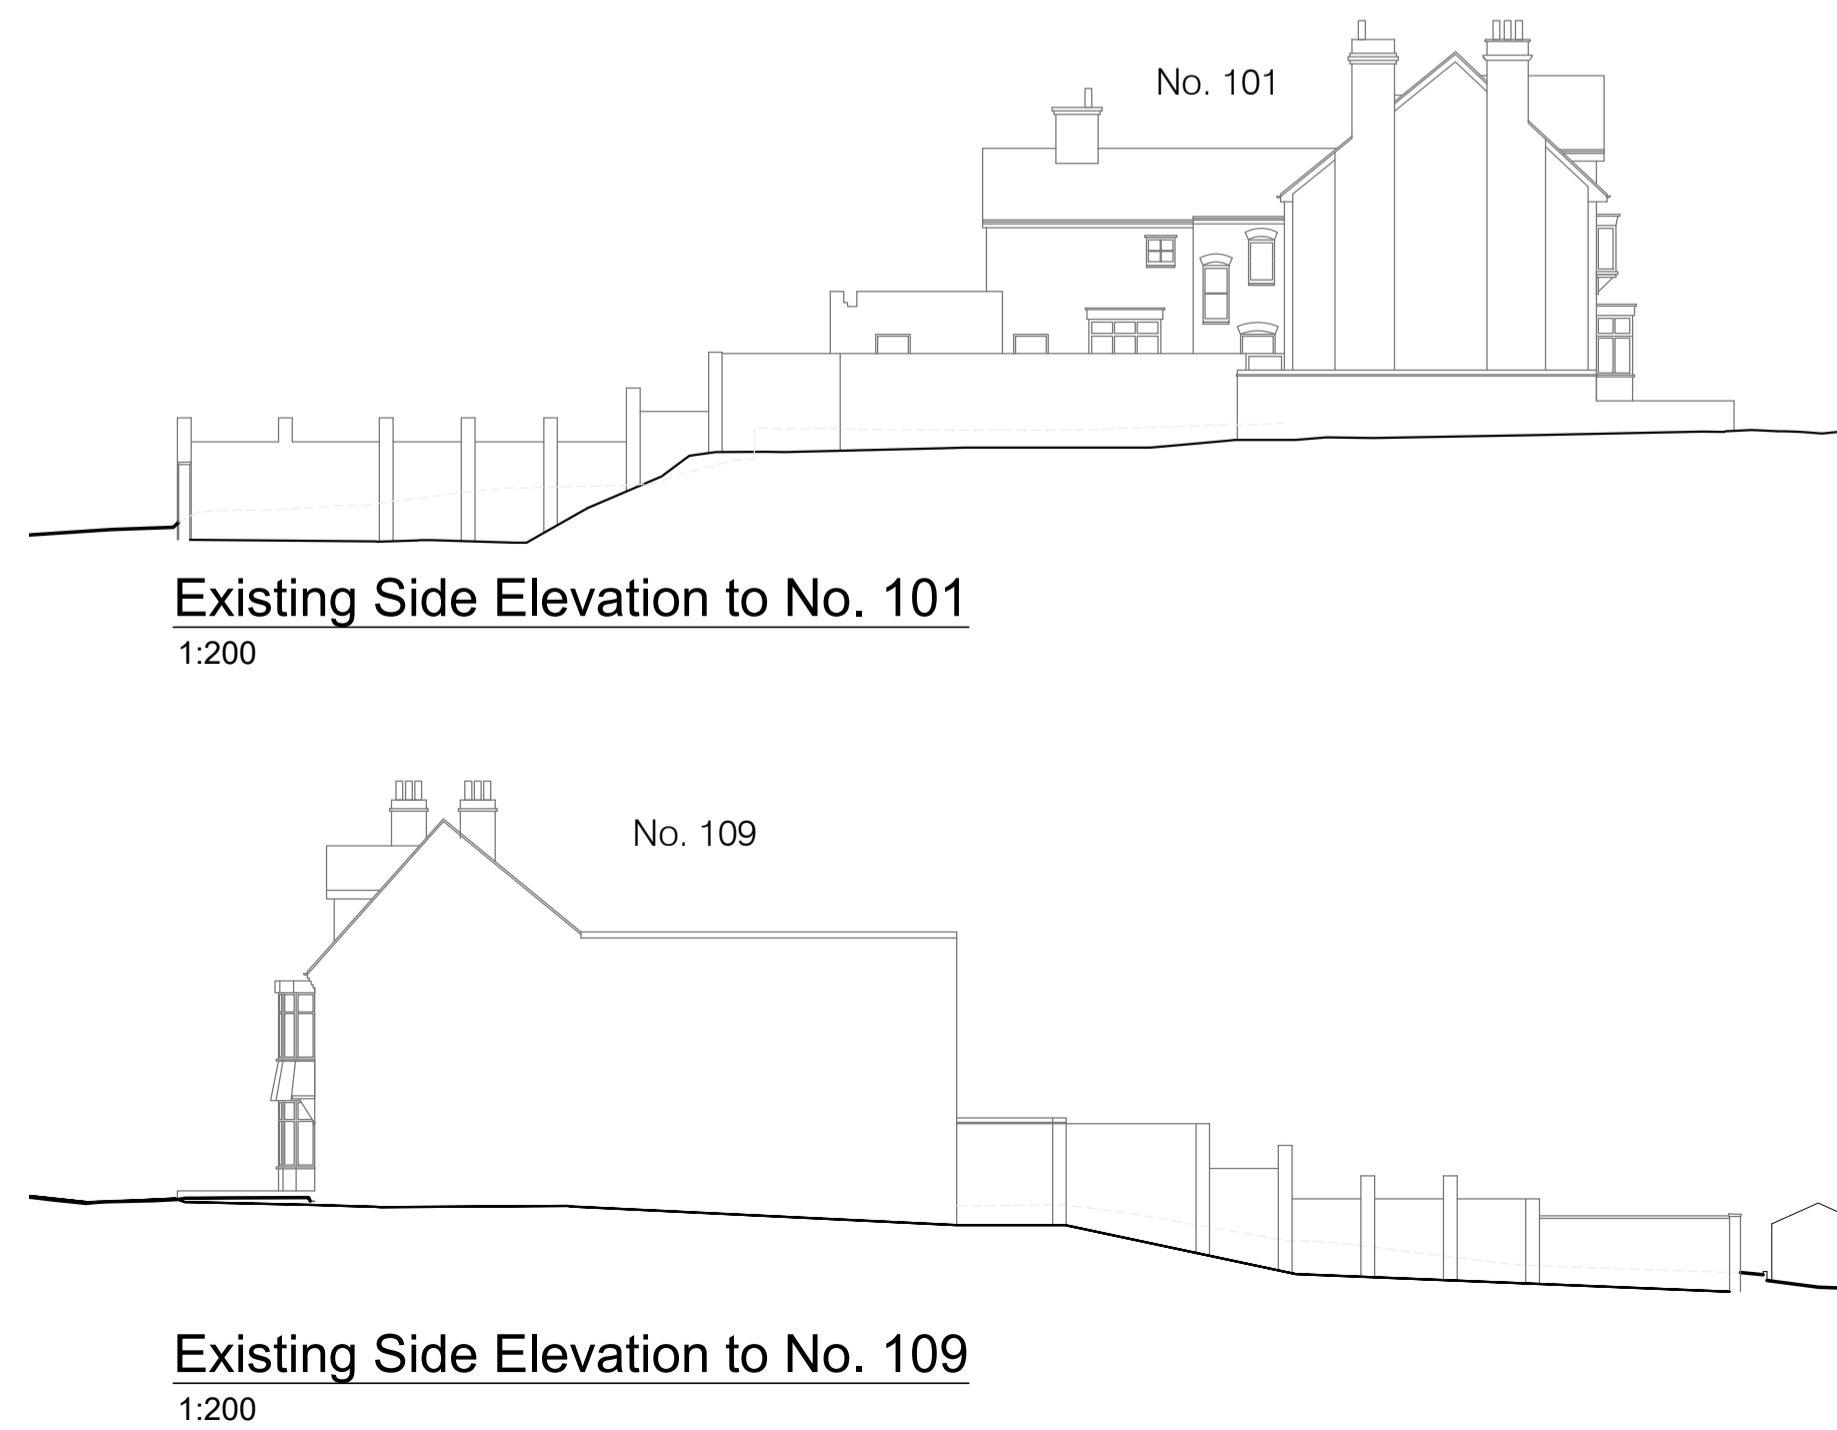 No. 101
Existing Side Elevation to No. 101
1:200
No. 109
Existing Side Elevation to No. 109
1:200